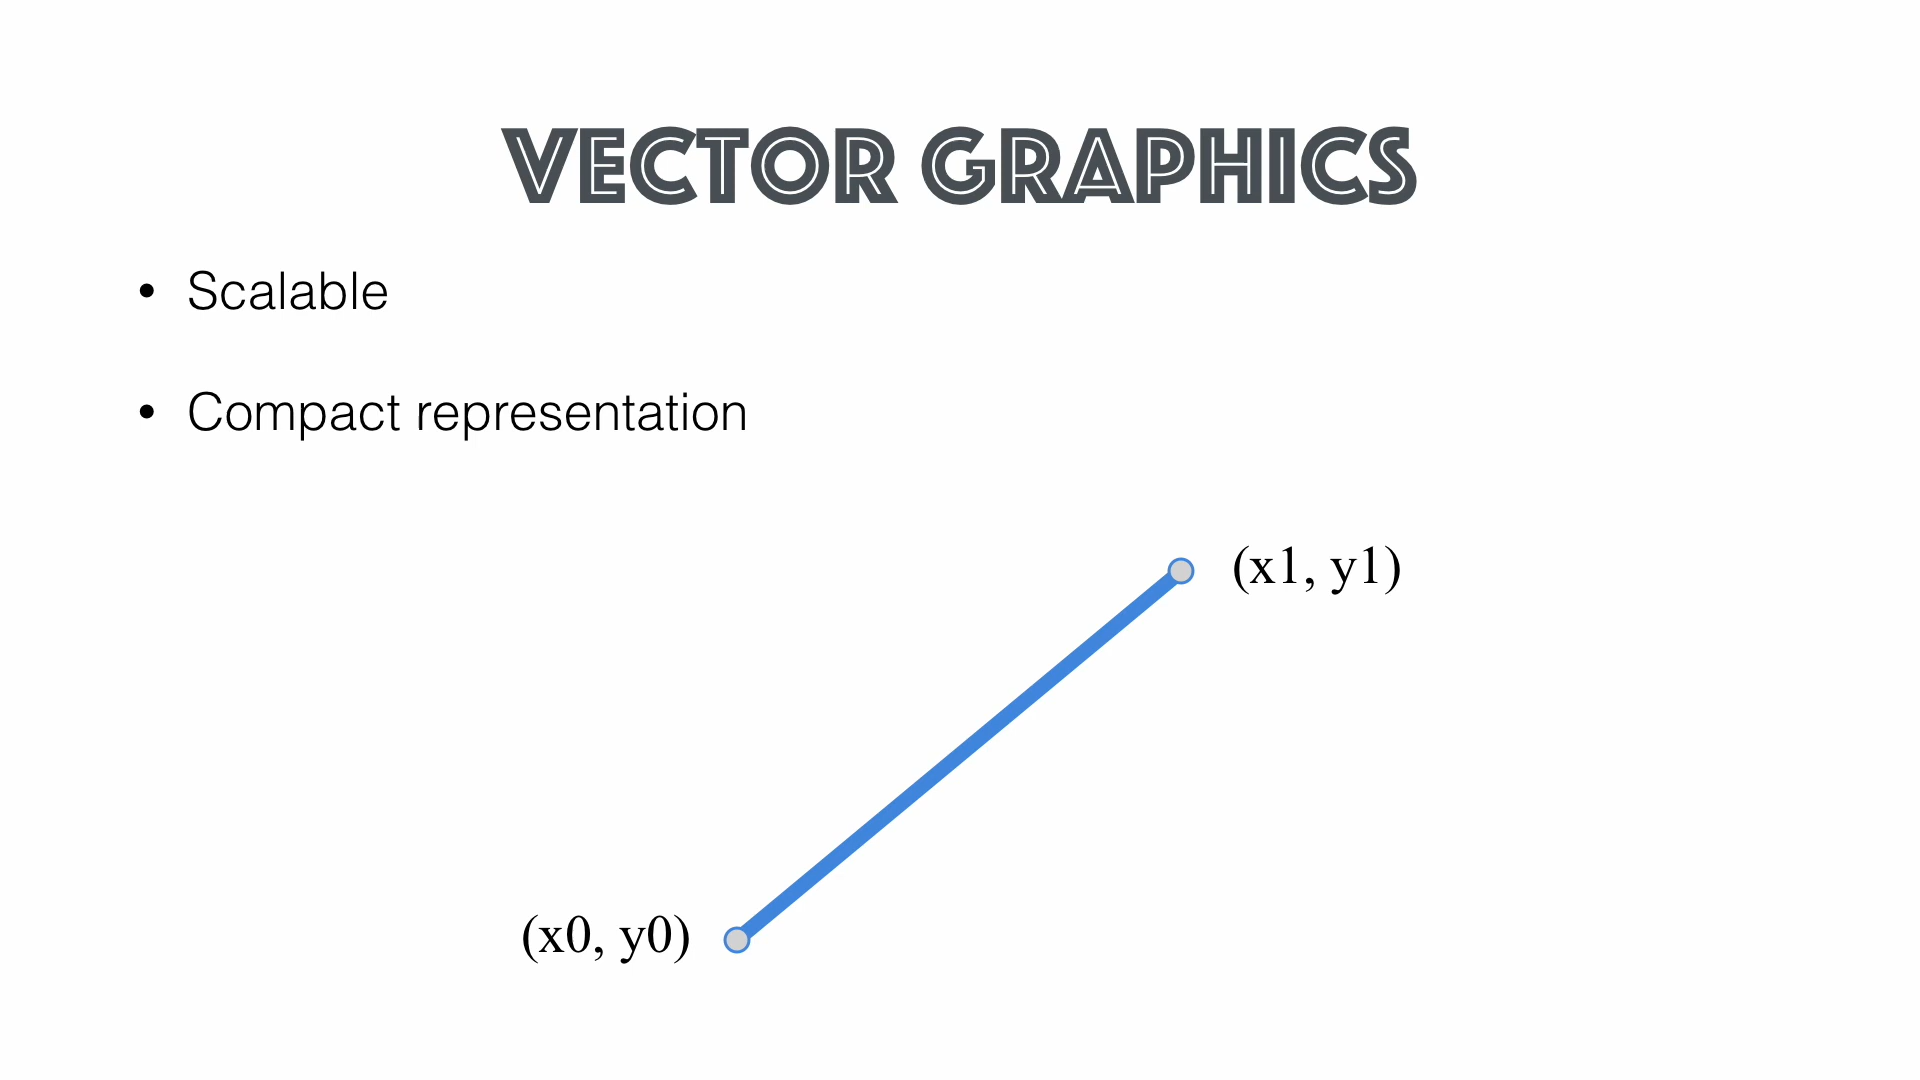 VECTOR GRAPHICS
• Scalable
• Compact representation
(x1, y1)
(x0, y0)